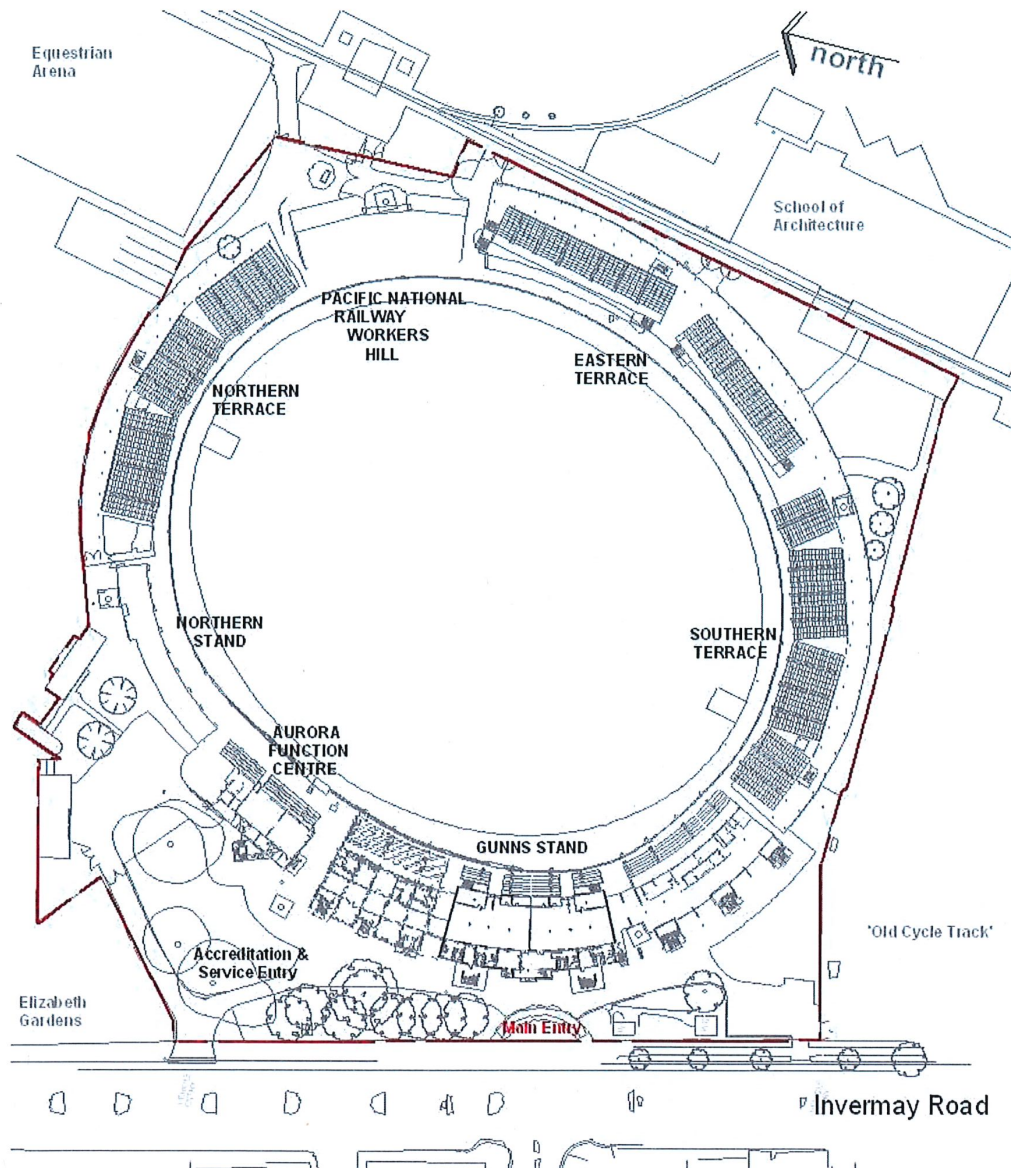 Equestrian
Arena
north
School of
Architecture
PACIFIC NATIONAL
RAILWAY
WORKERS
HILL
EASTERN
TERRACE
NORTHERN
TERRACE
NORTHERN
STAND
SOUTHERN
TERRACE
AURORA
FUNCTION
CENTRE
GUNNS STAND
'Old Cycle Track'
Accreditation &
Service Entry
Elizabeth
Gardens
Main Entry
Invermay Road